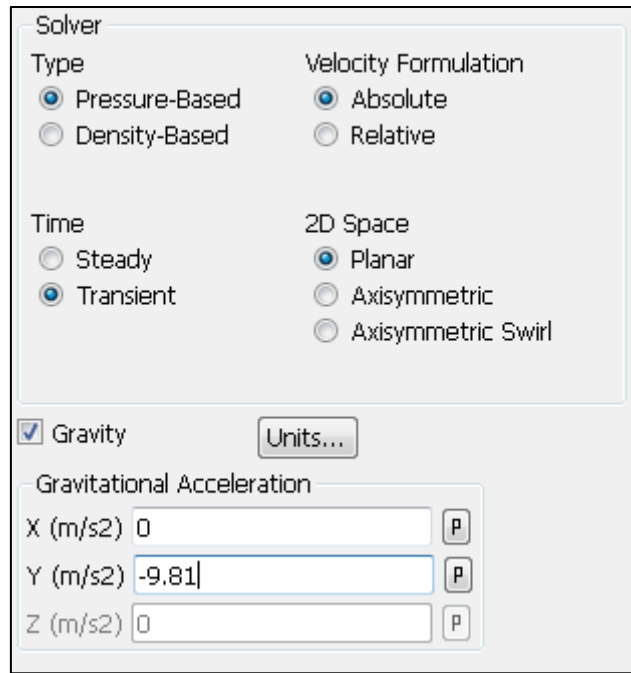 Solver
Type Velocity Formulation
Pressure-Based Absolute
Density-Based Relative
Time 2D Space
Steady Planar
Transient Axisymmetric
Axisymmetric Swirl
Gravity Units...
Gravitational Acceleration
X (m/s2) 0 P
Y (m/s2) -9.81 P
Z (m/s2) 0 P